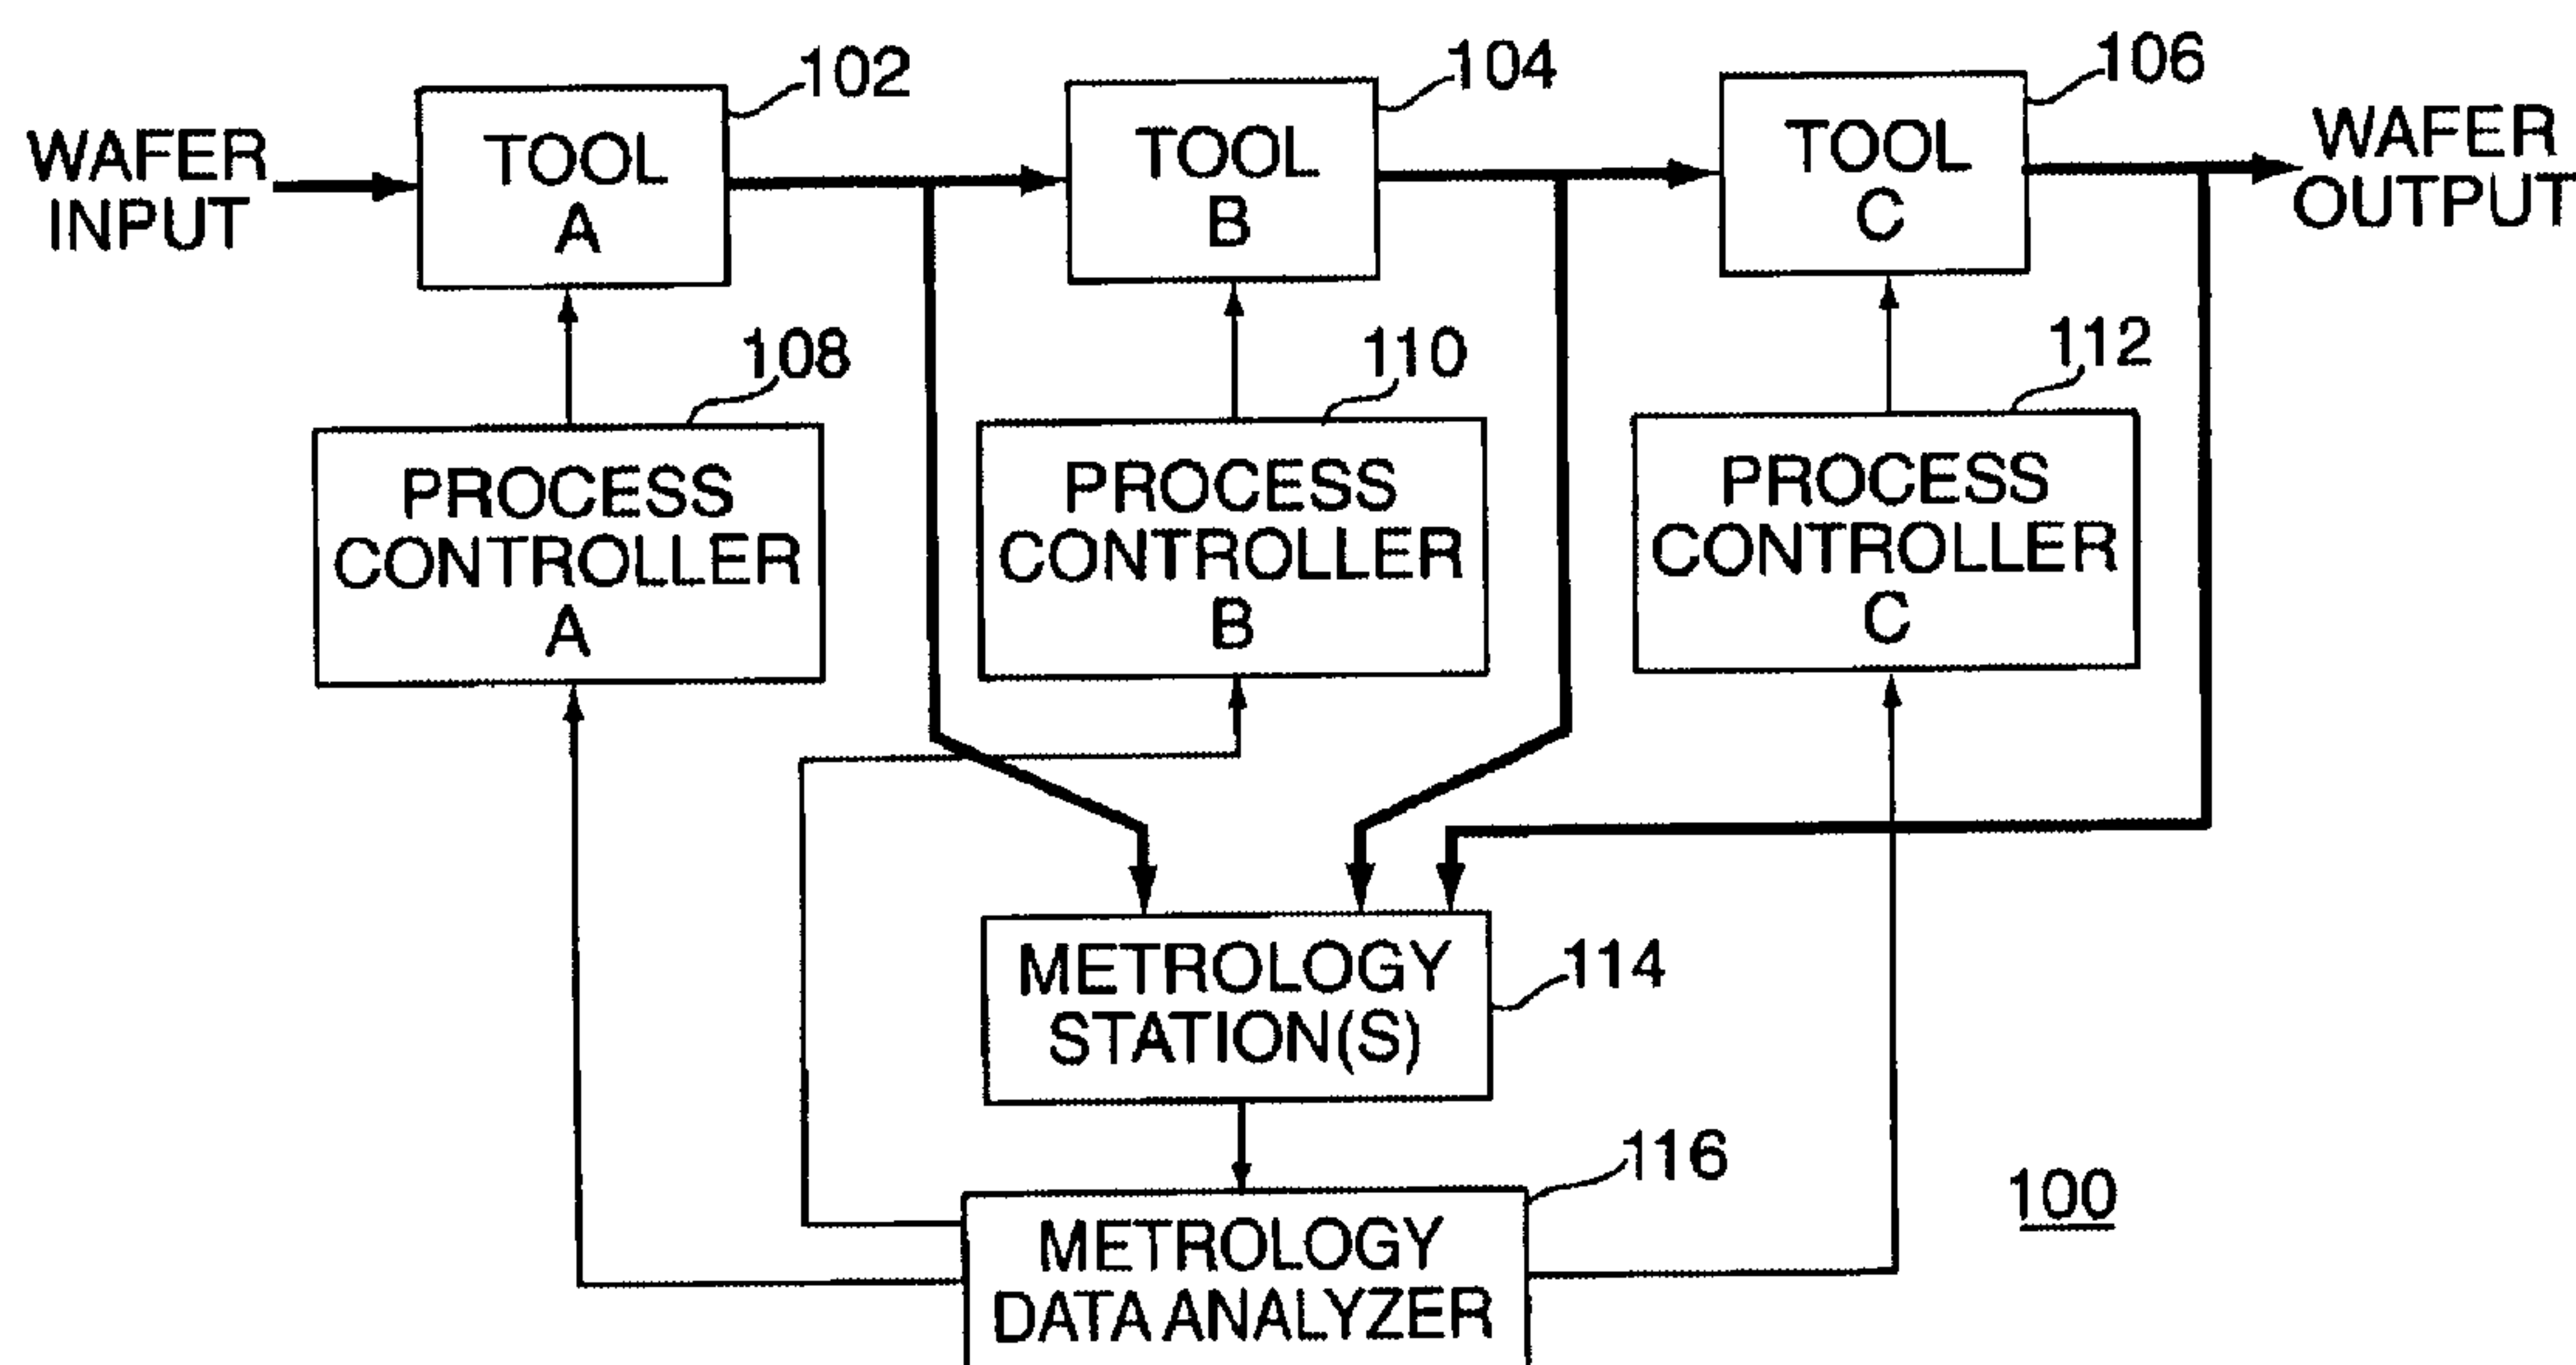 102
104
106
WAFER
INPUT
TOOL
A
TOOL
B
TOOL
C
WAFER
OUTPUT
108
110
112
PROCESS
CONTROLLER
A
PROCESS
CONTROLLER
B
PROCESS
CONTROLLER
C
METROLOGY
STATION(S)
114
116
METROLOGY
DATA ANALYZER
100